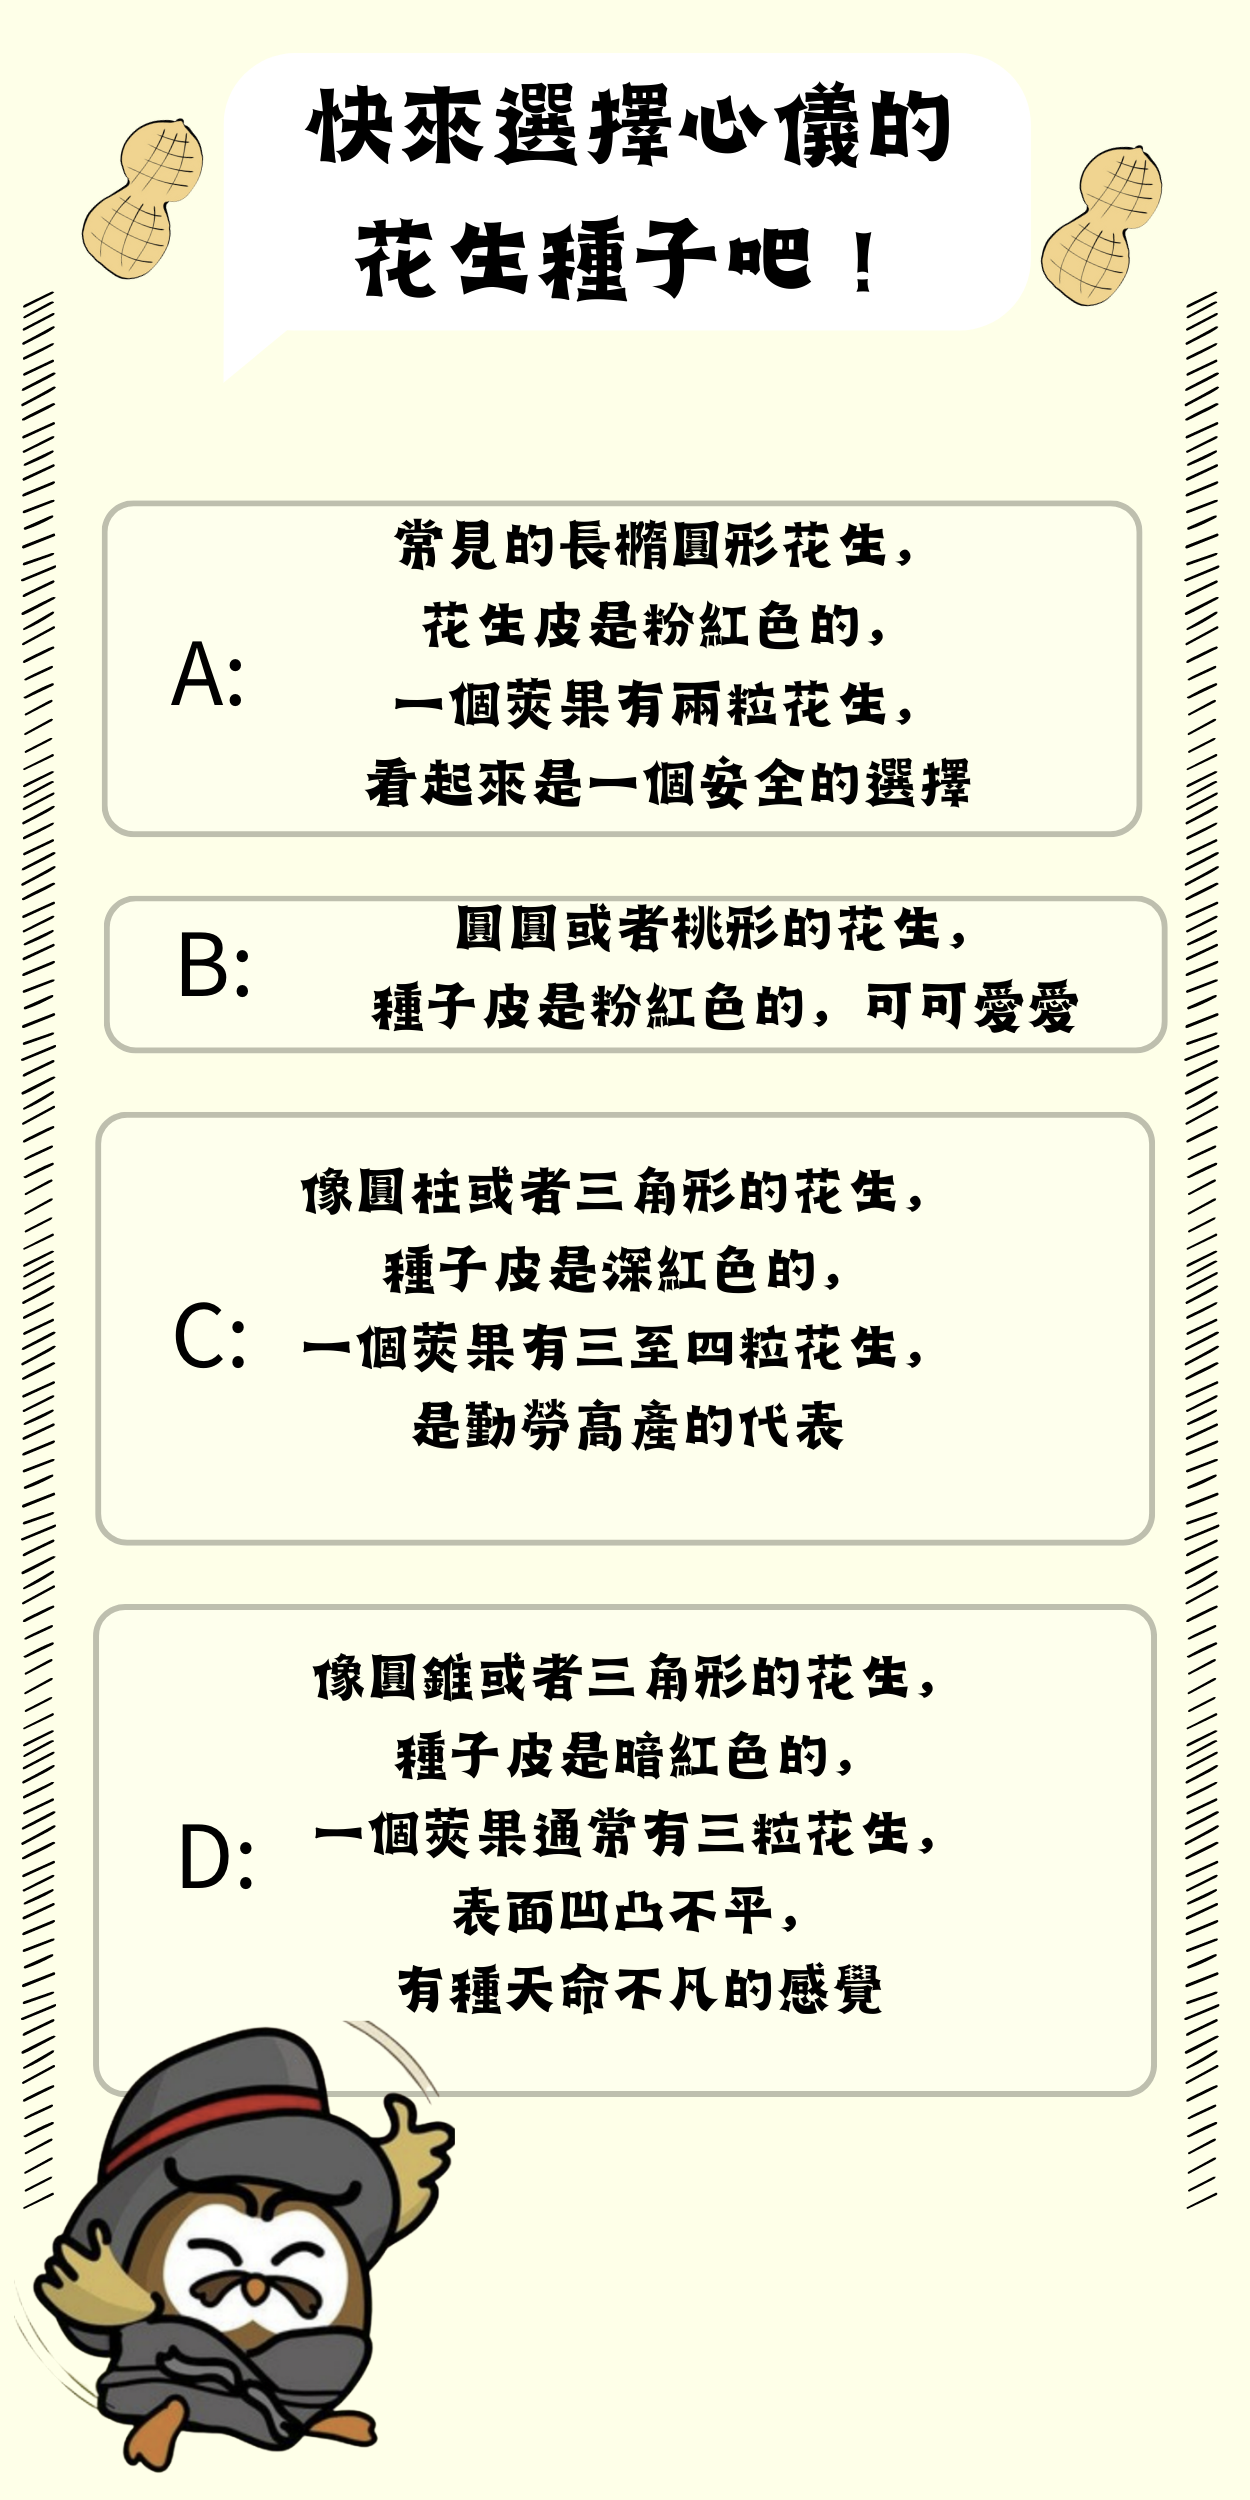 快來選擇心儀的
花生種子吧！
A:
常見的長橢圓形花生，
花生皮是粉紅色的，
一個莢果有兩粒花生，
看起來是一個安全的選擇
B:
圓圓或者桃形的花生，
種子皮是粉紅色的，可可愛愛
C:
像圓柱或者三角形的花生，
種子皮是深紅色的，
一個莢果有三至四粒花生，
是勤勞高產的代表
D:
像圓錐或者三角形的花生，
種子皮是暗紅色的，
一個莢果通常有三粒花生，
表面凹凸不平，
有種天命不凡的感覺